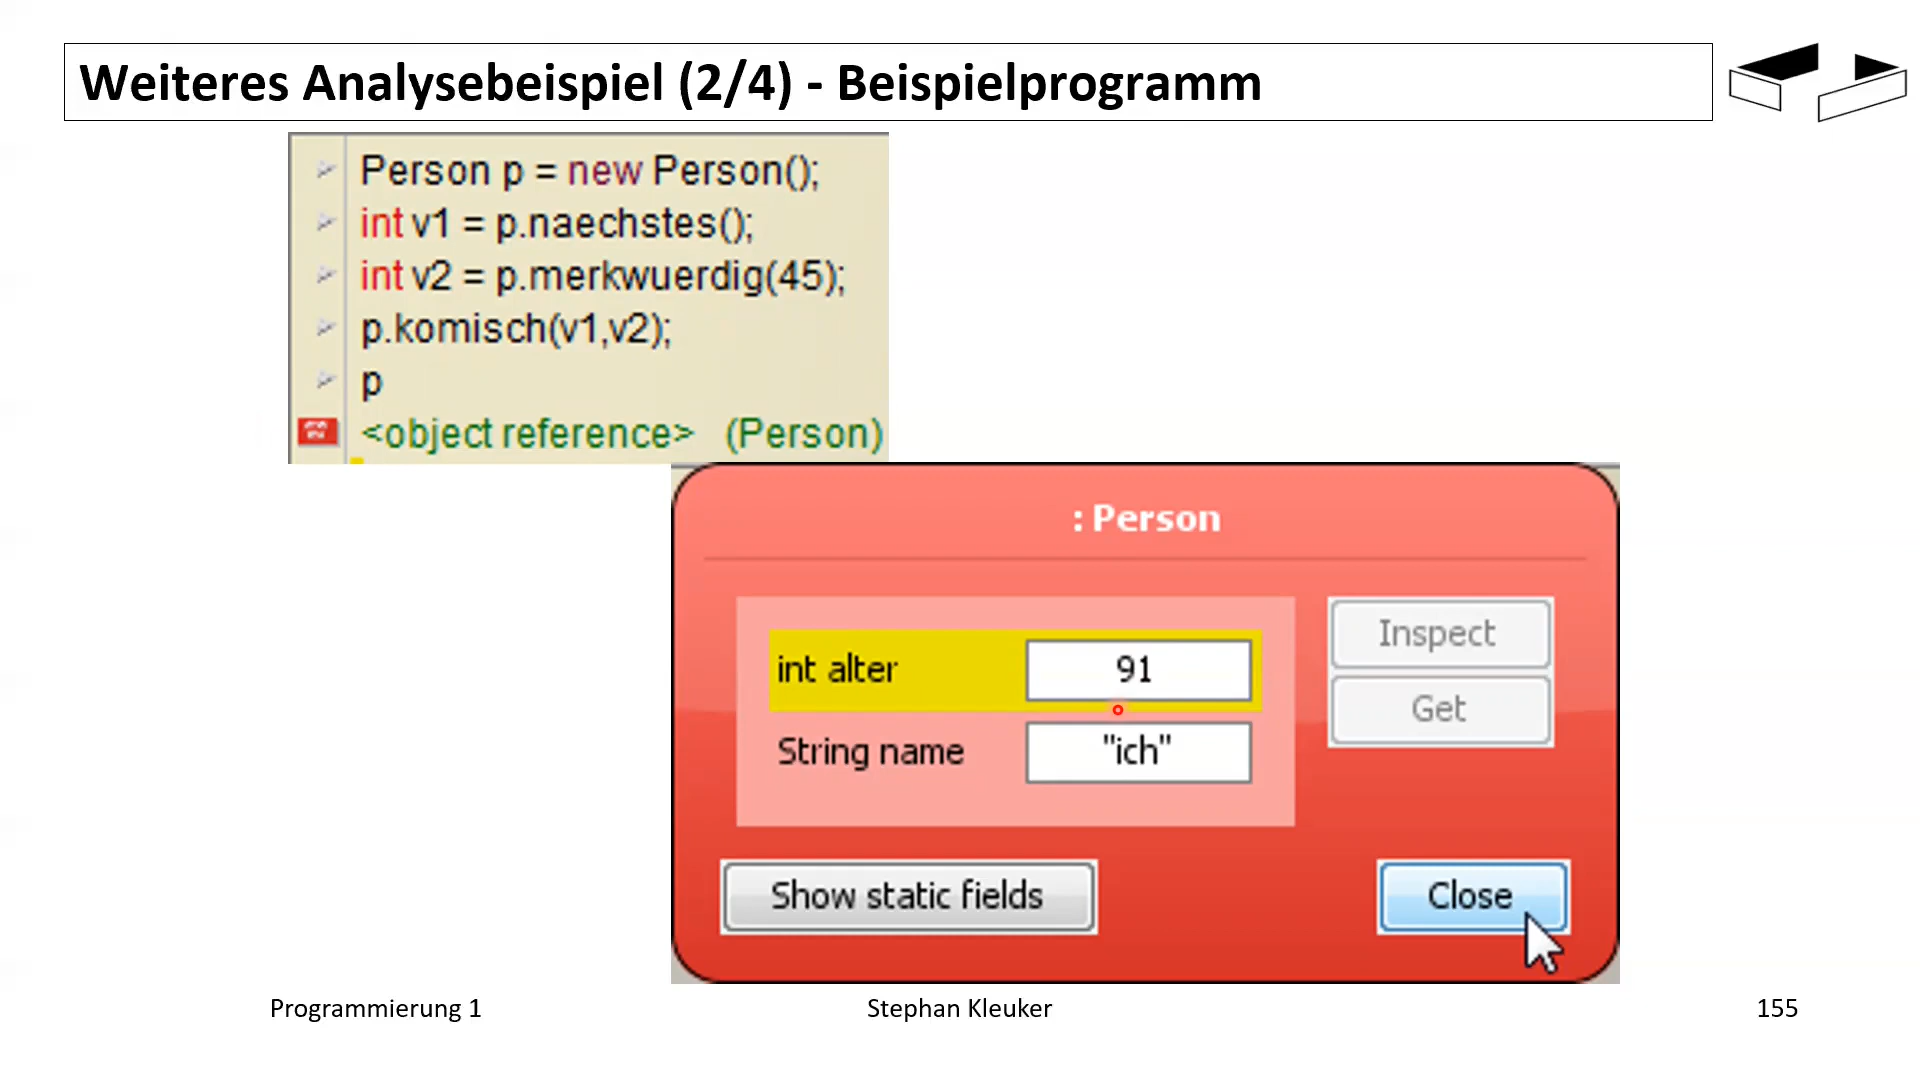 Weiteres Analysebeispiel (2/4) - Beispielprogramm
Person p = new Person();
int v1 = p.naechstes();
int v2 = p.merkwuerdig(45);
p.komisch(v1,v2);
p
<object reference> (Person)
: Person
int alter 91
String name "ich"
Inspect
Get
Show static fields
Close
Programmierung 1
Stephan Kleuker
155